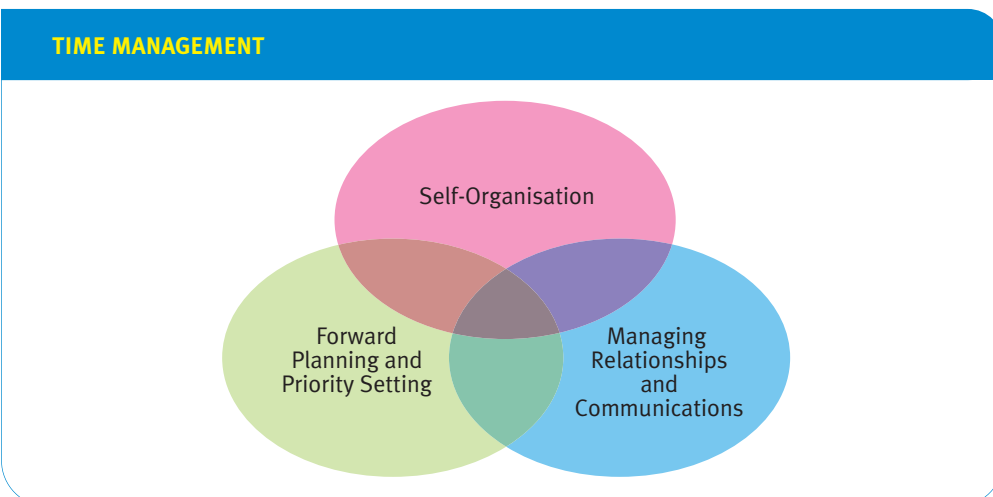 TIME MANAGEMENT
Self-Organisation
Forward
Planning and
Priority Setting
Managing
Relationships
and
Communications